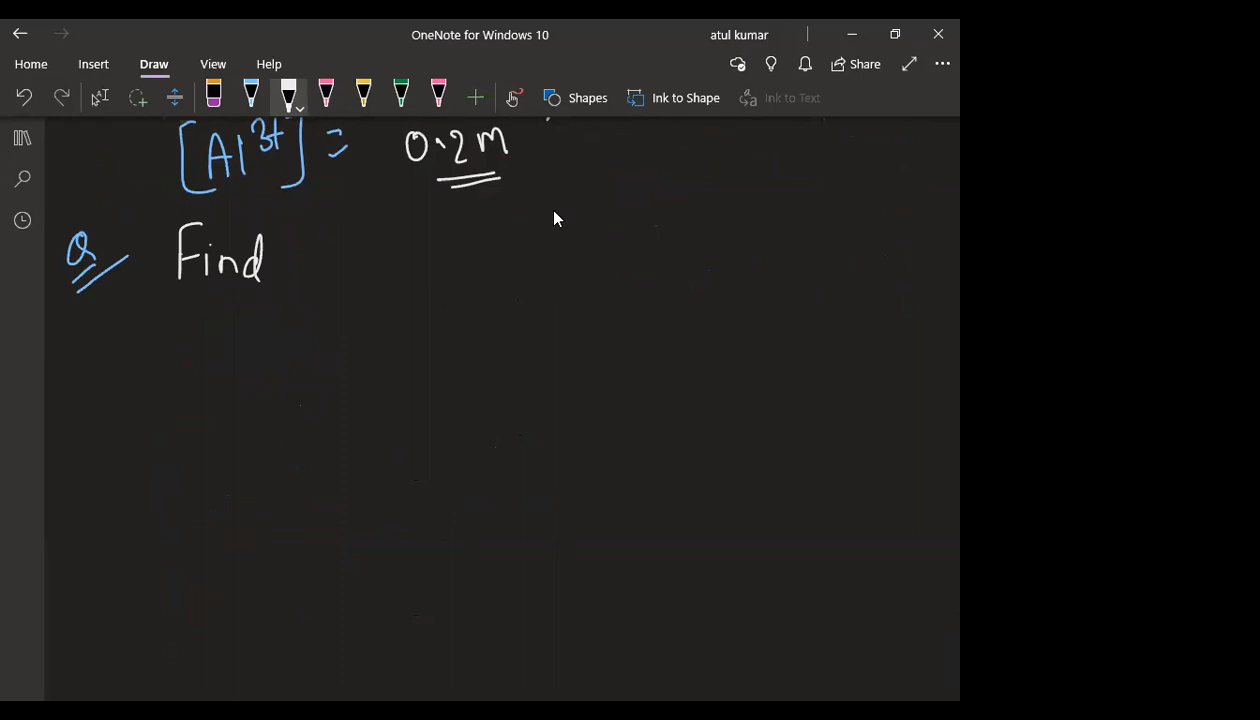 OneNote for Windows 10
atul kumar
Home Insert Draw View Help
Share
Shapes
Ink to Shape
Ink to Text
[Al³⁺] = 0.2M
Q Find